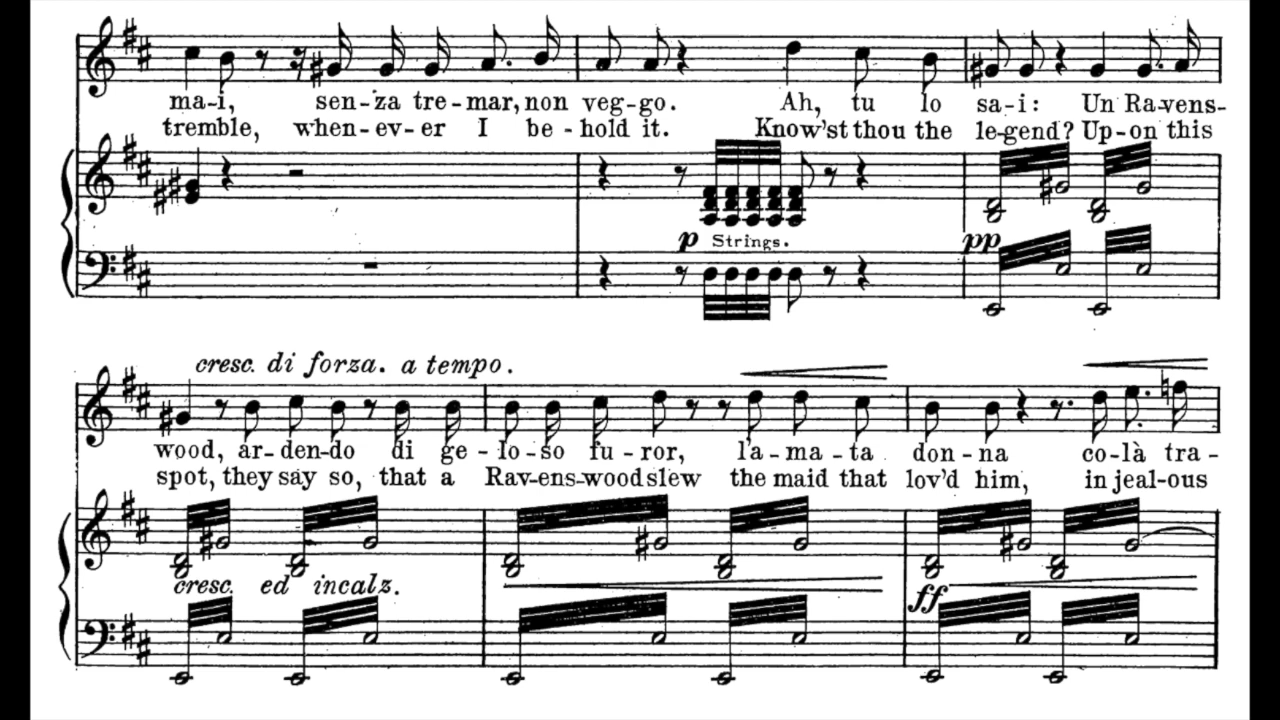 ma-i, sen-za tre-mar, non veg-go. Ah, tu lo sa-i: Un Ra-vens-
tremble, when-ev-er I be-hold it. Know'st thou the le-gend? Up-on this
p Strings. pp
cresc. di forza. a tempo.
wood, ar-den-do di ge-lo-so fu-ror, l'a-ma-ta don-na co-là tra-
spot, they say so, that a Rav-ens-wood slew the maid that lov'd him, in jeal-ous
cresc. ed incalz. ff